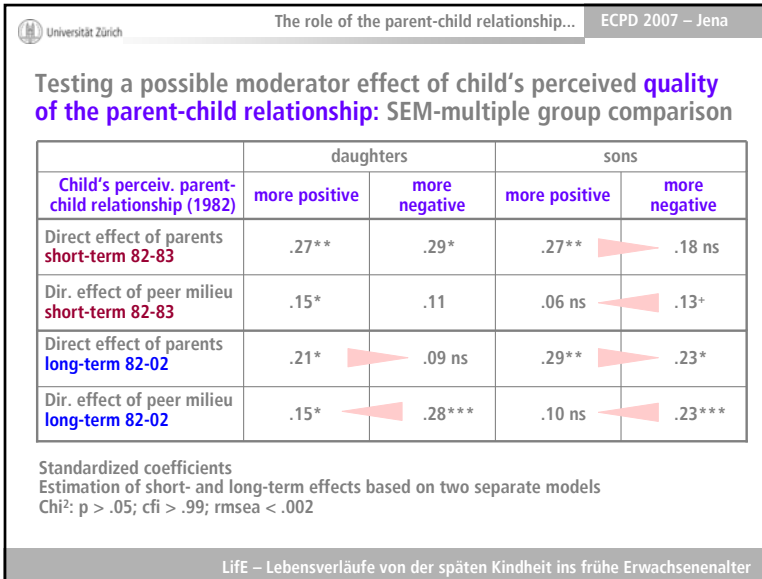 Universität Zürich
The role of the parent-child relationship...
ECPD 2007 – Jena
Testing a possible moderator effect of child's perceived quality
of the parent-child relationship: SEM-multiple group comparison
daughters
sons
Child's perceiv. parent-
child relationship (1982)
more positive
more
negative
more positive
more
negative
Direct effect of parents
short-term 82-83
.27**
.29*
.27**
.18 ns
Dir. effect of peer milieu
short-term 82-83
.15*
.11
.06 ns
.13+
Direct effect of parents
long-term 82-02
.21*
.09 ns
.29**
.23*
Dir. effect of peer milieu
long-term 82-02
.15*
.28***
.10 ns
.23***
Standardized coefficients
Estimation of short- and long-term effects based on two separate models
Chi²: p > .05; cfi > .99; rmsea < .002
LifE – Lebensverläufe von der späten Kindheit ins frühe Erwachsenenalter